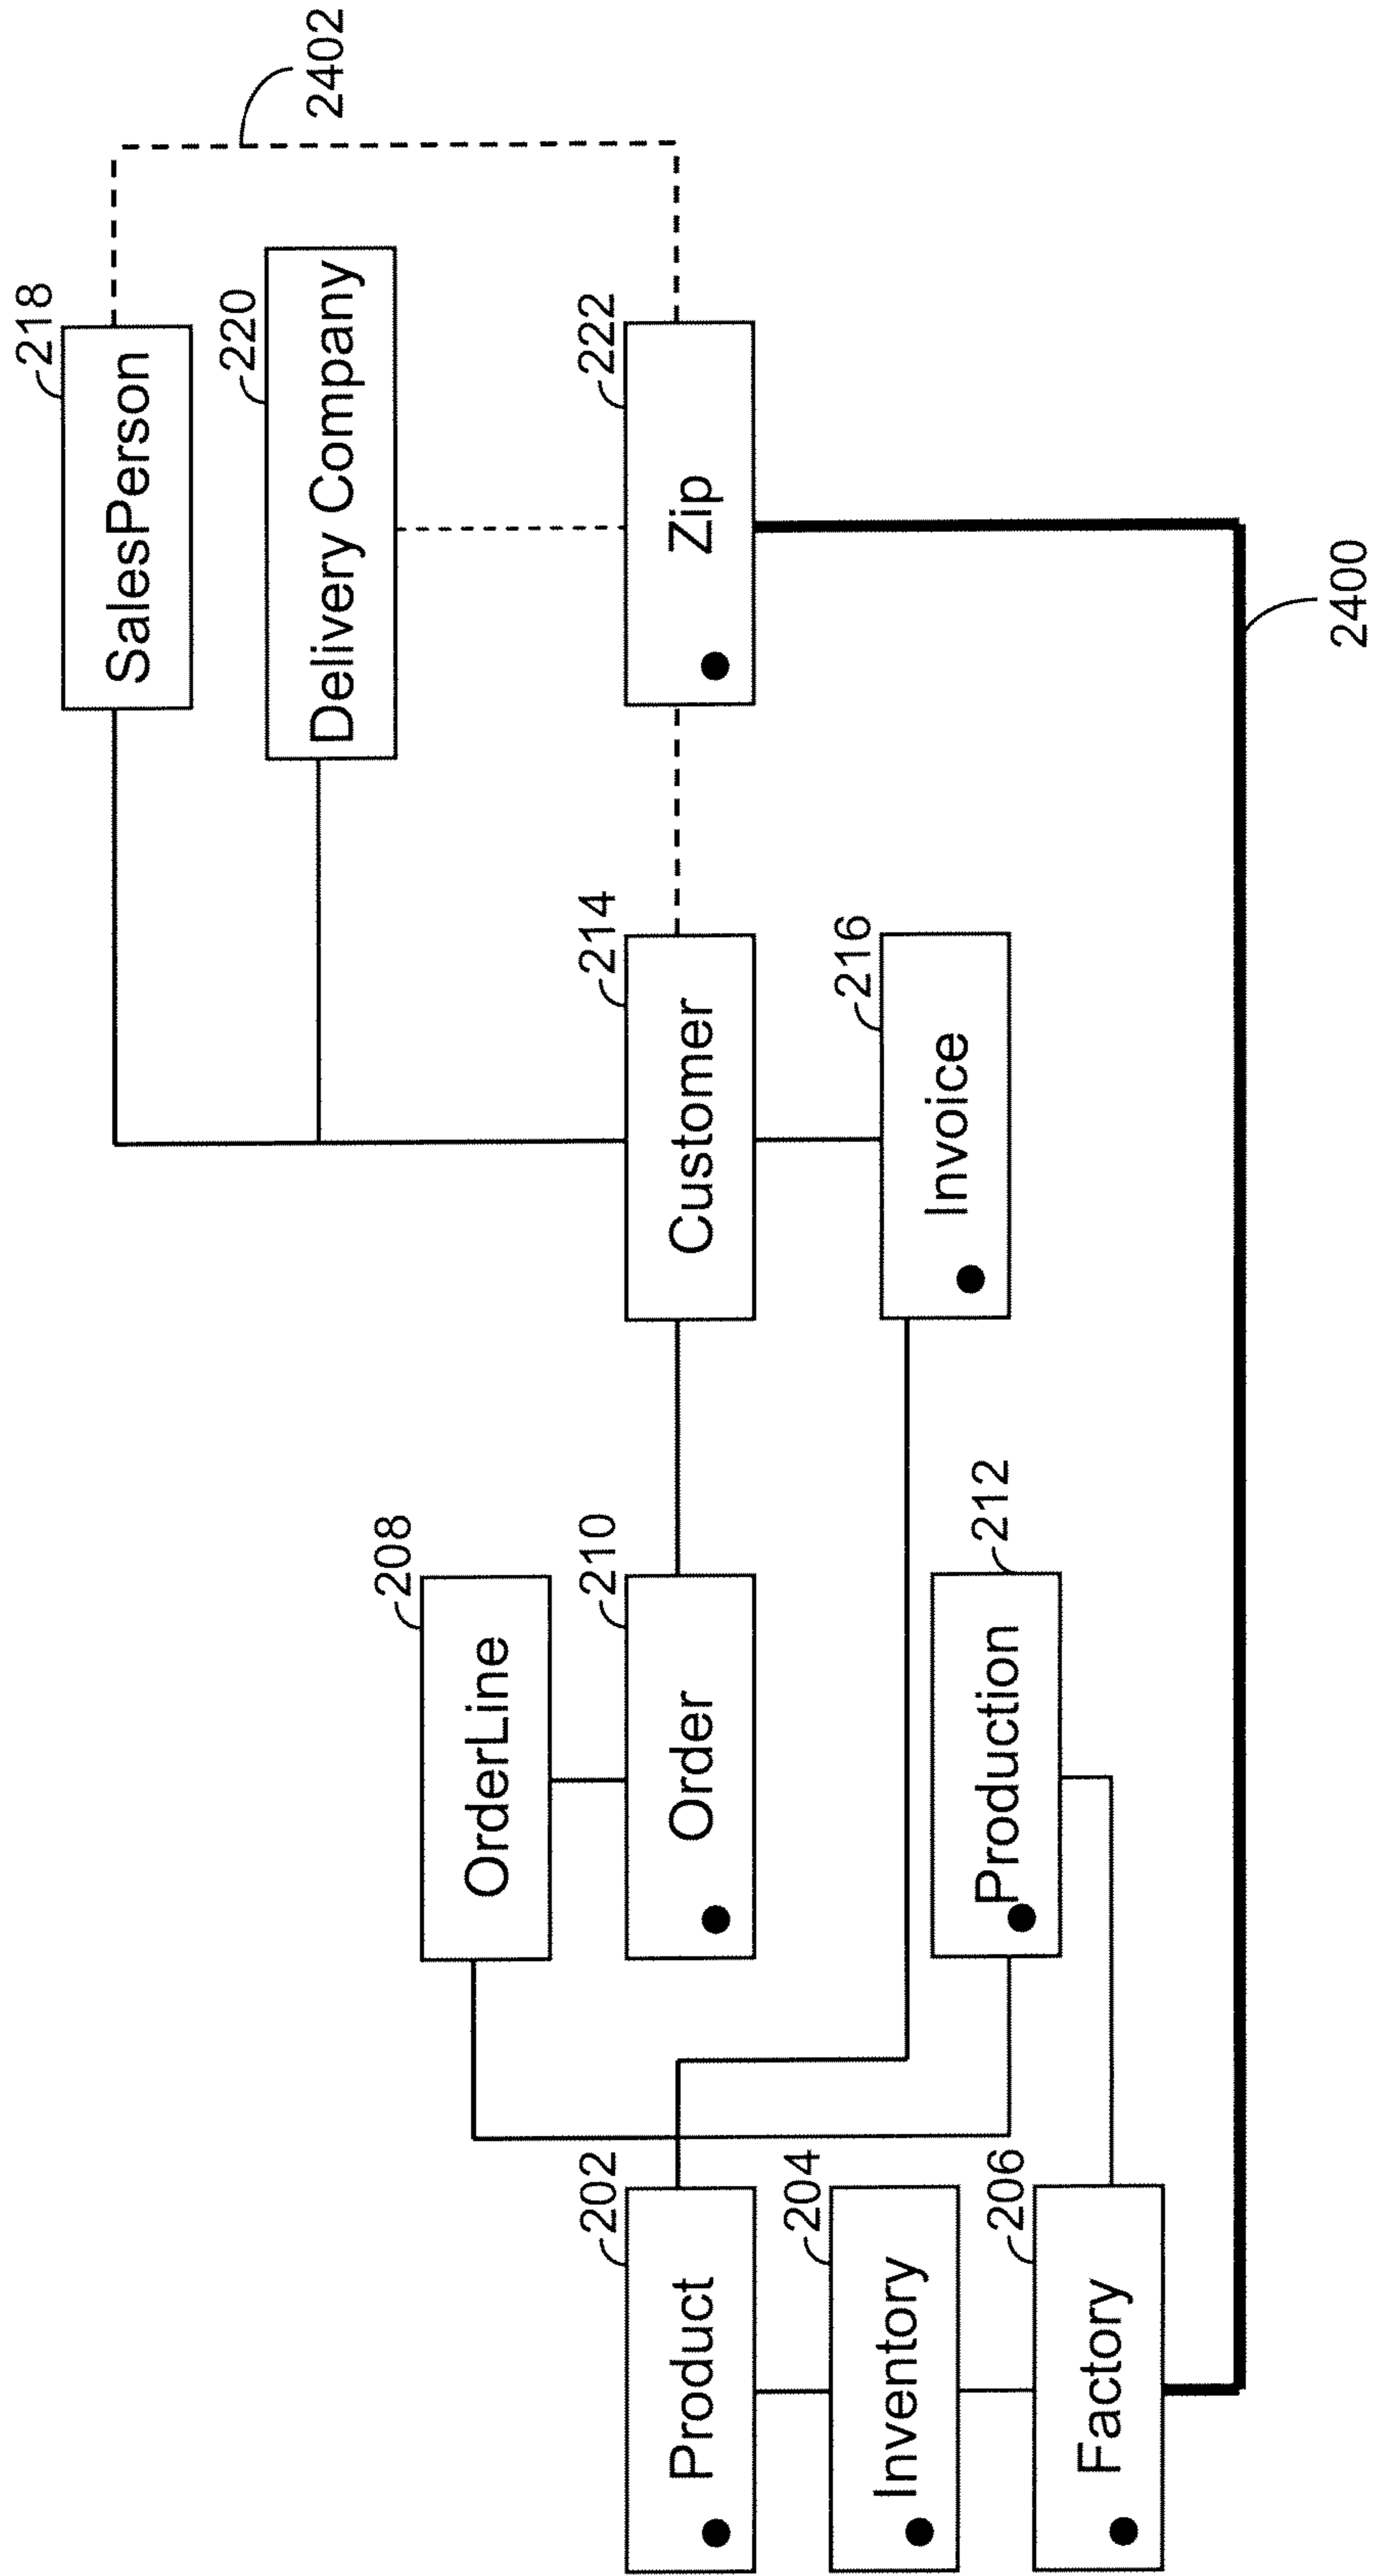 218
SalesPerson
2402
220
Delivery Company
208
OrderLine
202
Product
210
Order
214
Customer
222
Zip
204
Inventory
216
Invoice
212
Production
206
Factory
2400